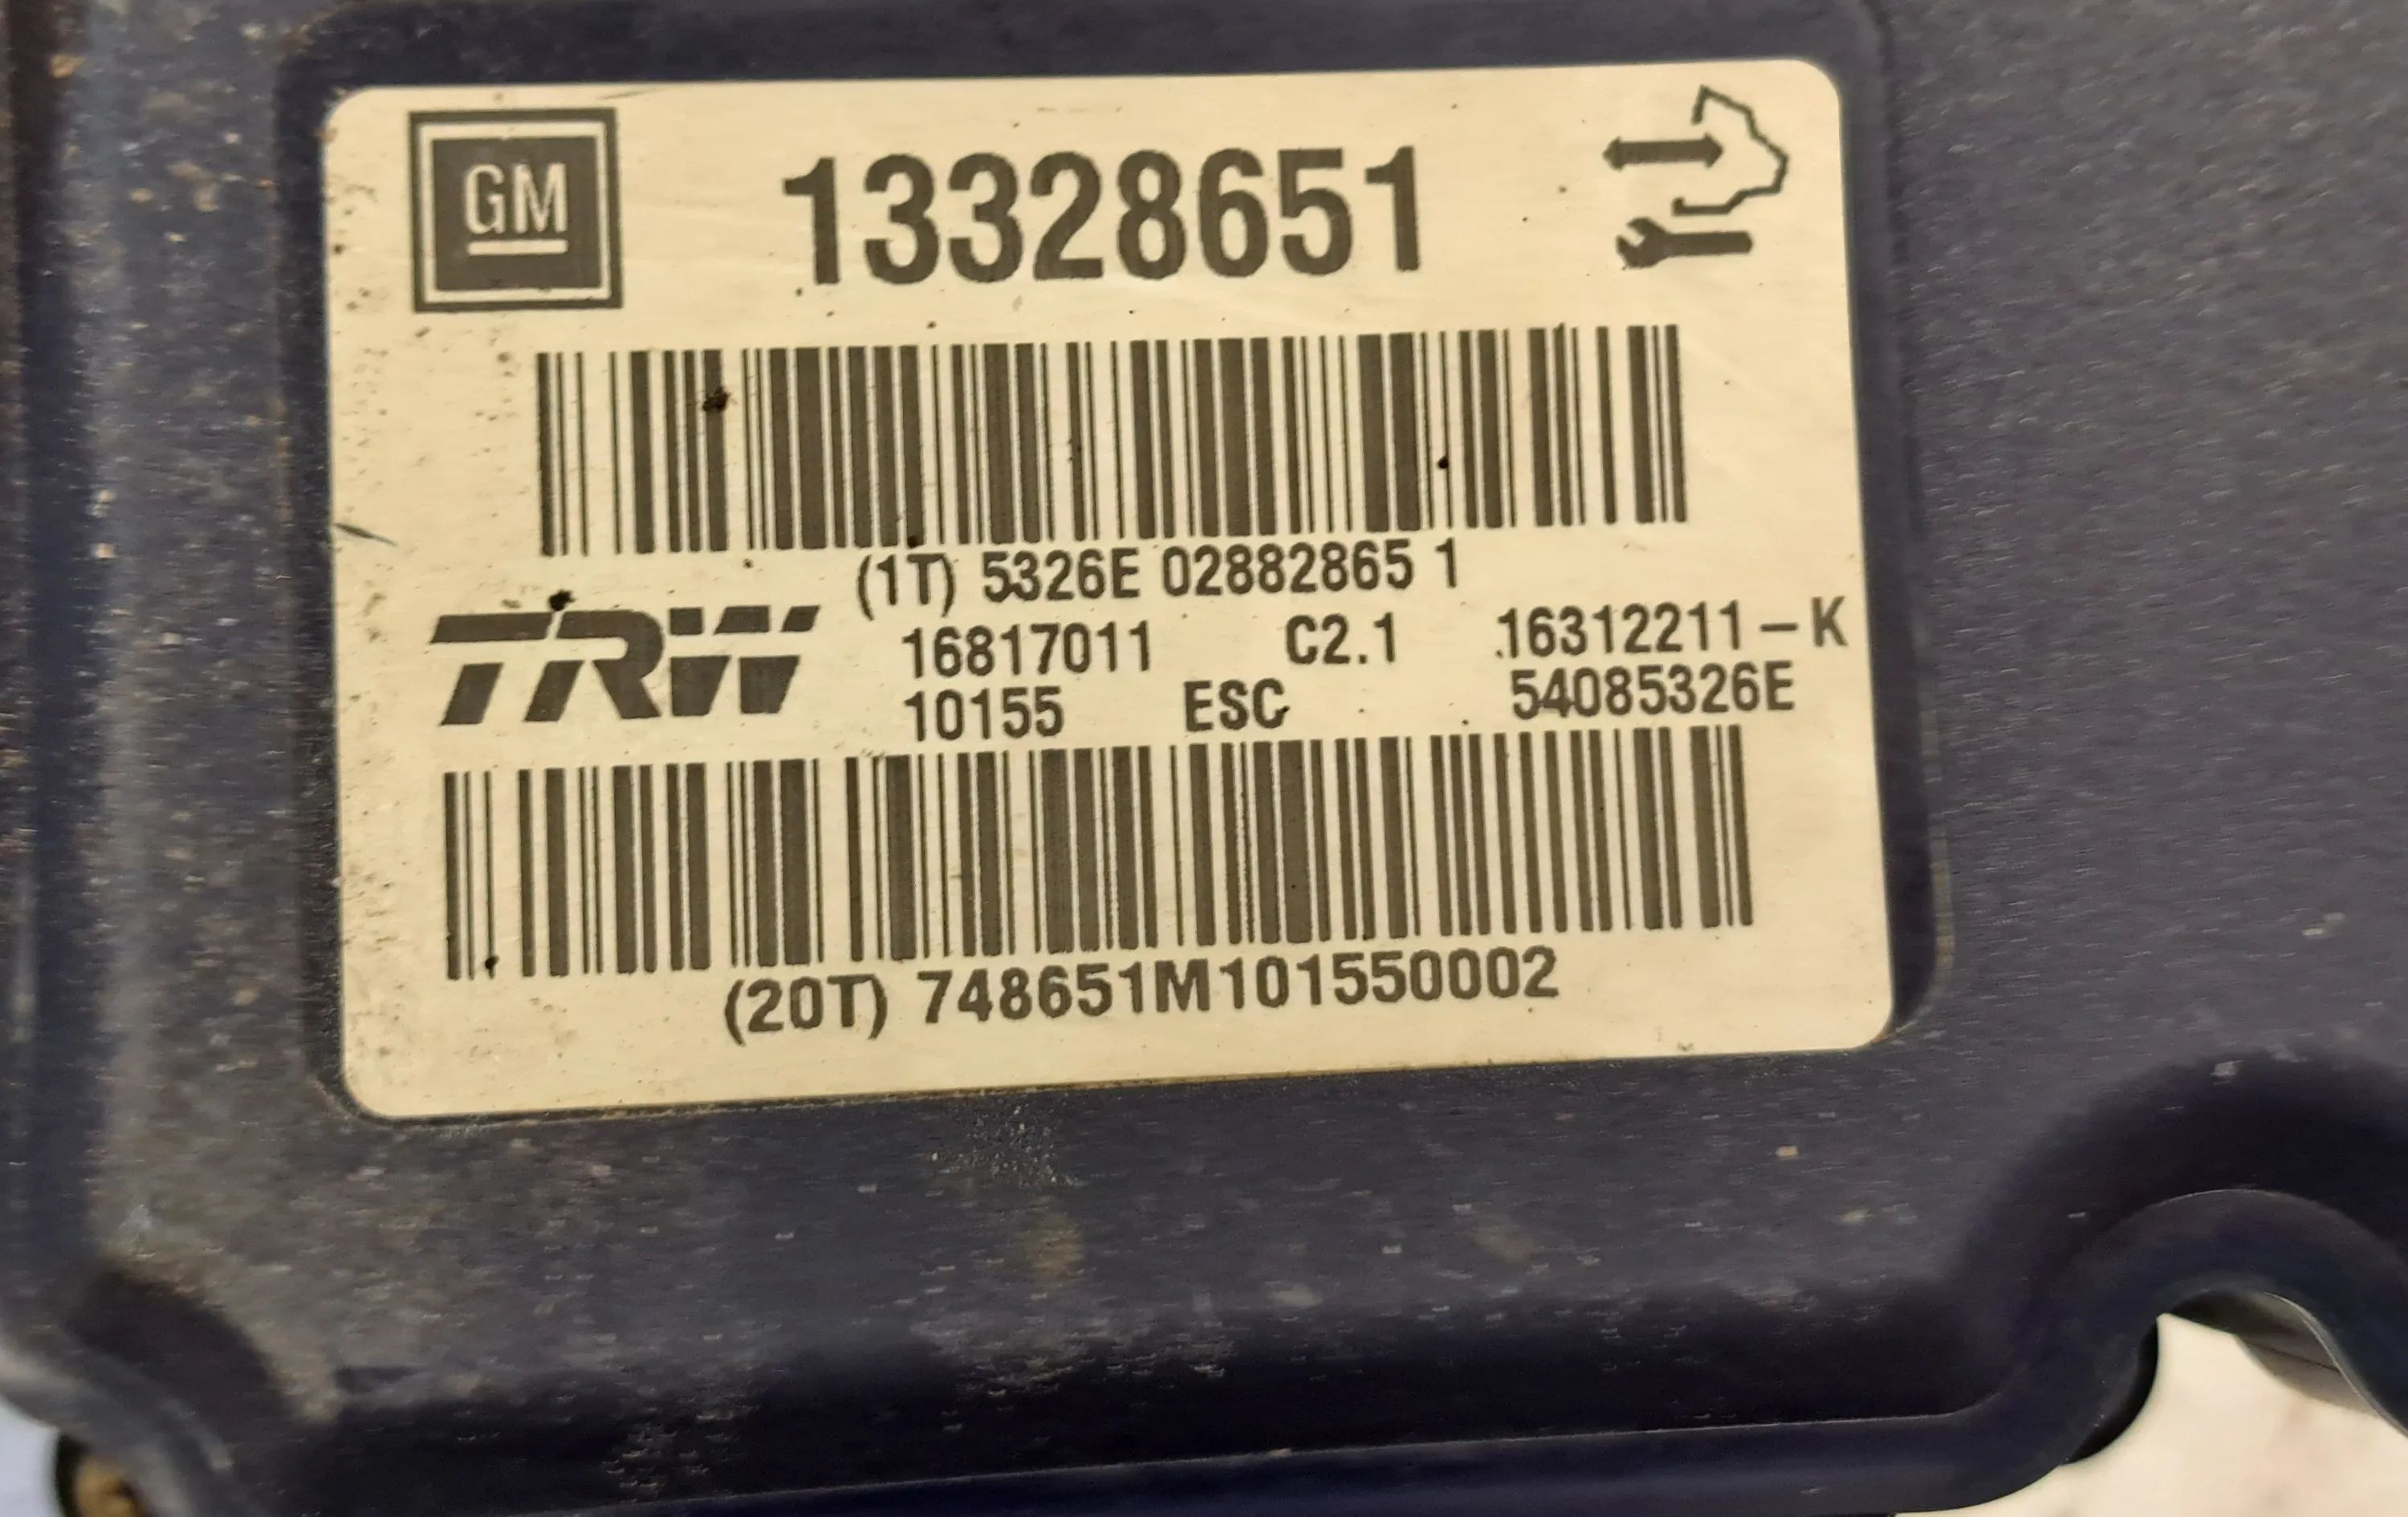 GM
13328651
(1T) 5326E 02882865 1
TRW
16817011 C2.1 16312211-K
10155 ESC 54085326E
(20T) 748651M101550002